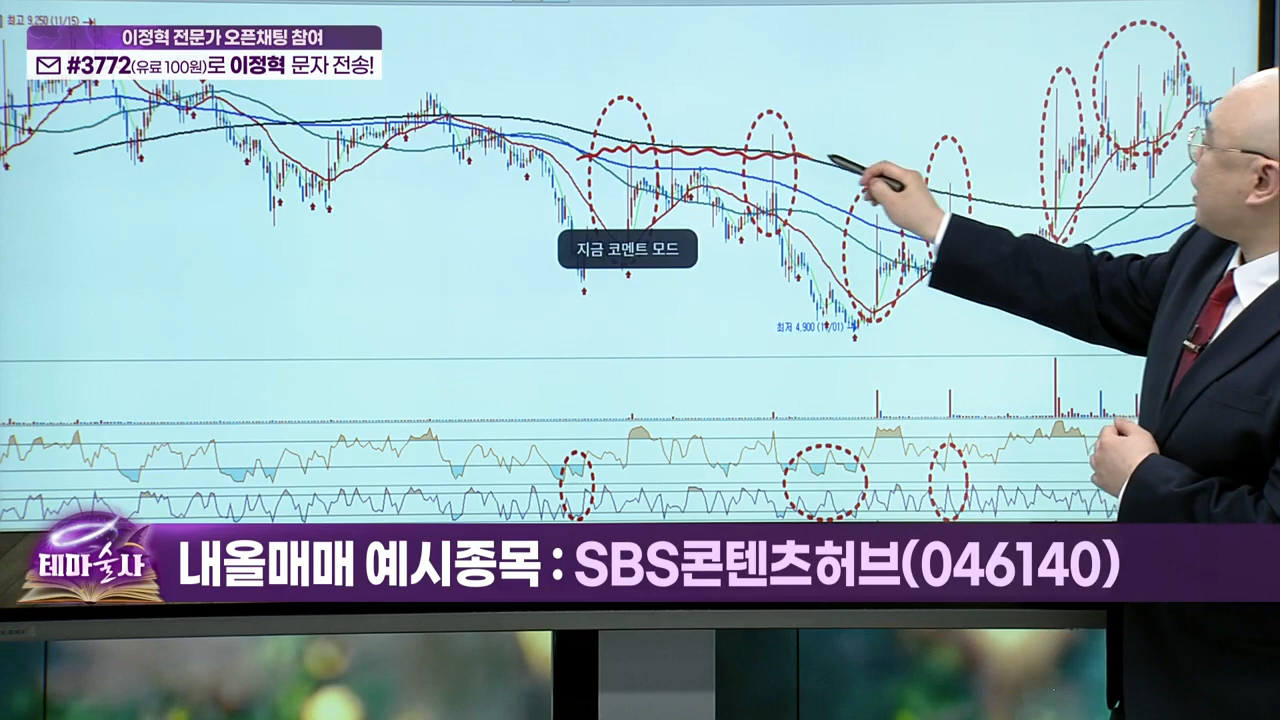 최고 9,250 (11/15)
이정혁 전문가 오픈채팅 참여
#3772(유료 100원)로 이정혁 문자 전송!
지금 코멘트 모드
최저 4,900 (11/01)
테마술사
내올매매 예시종목 : SBS콘텐츠허브(046140)